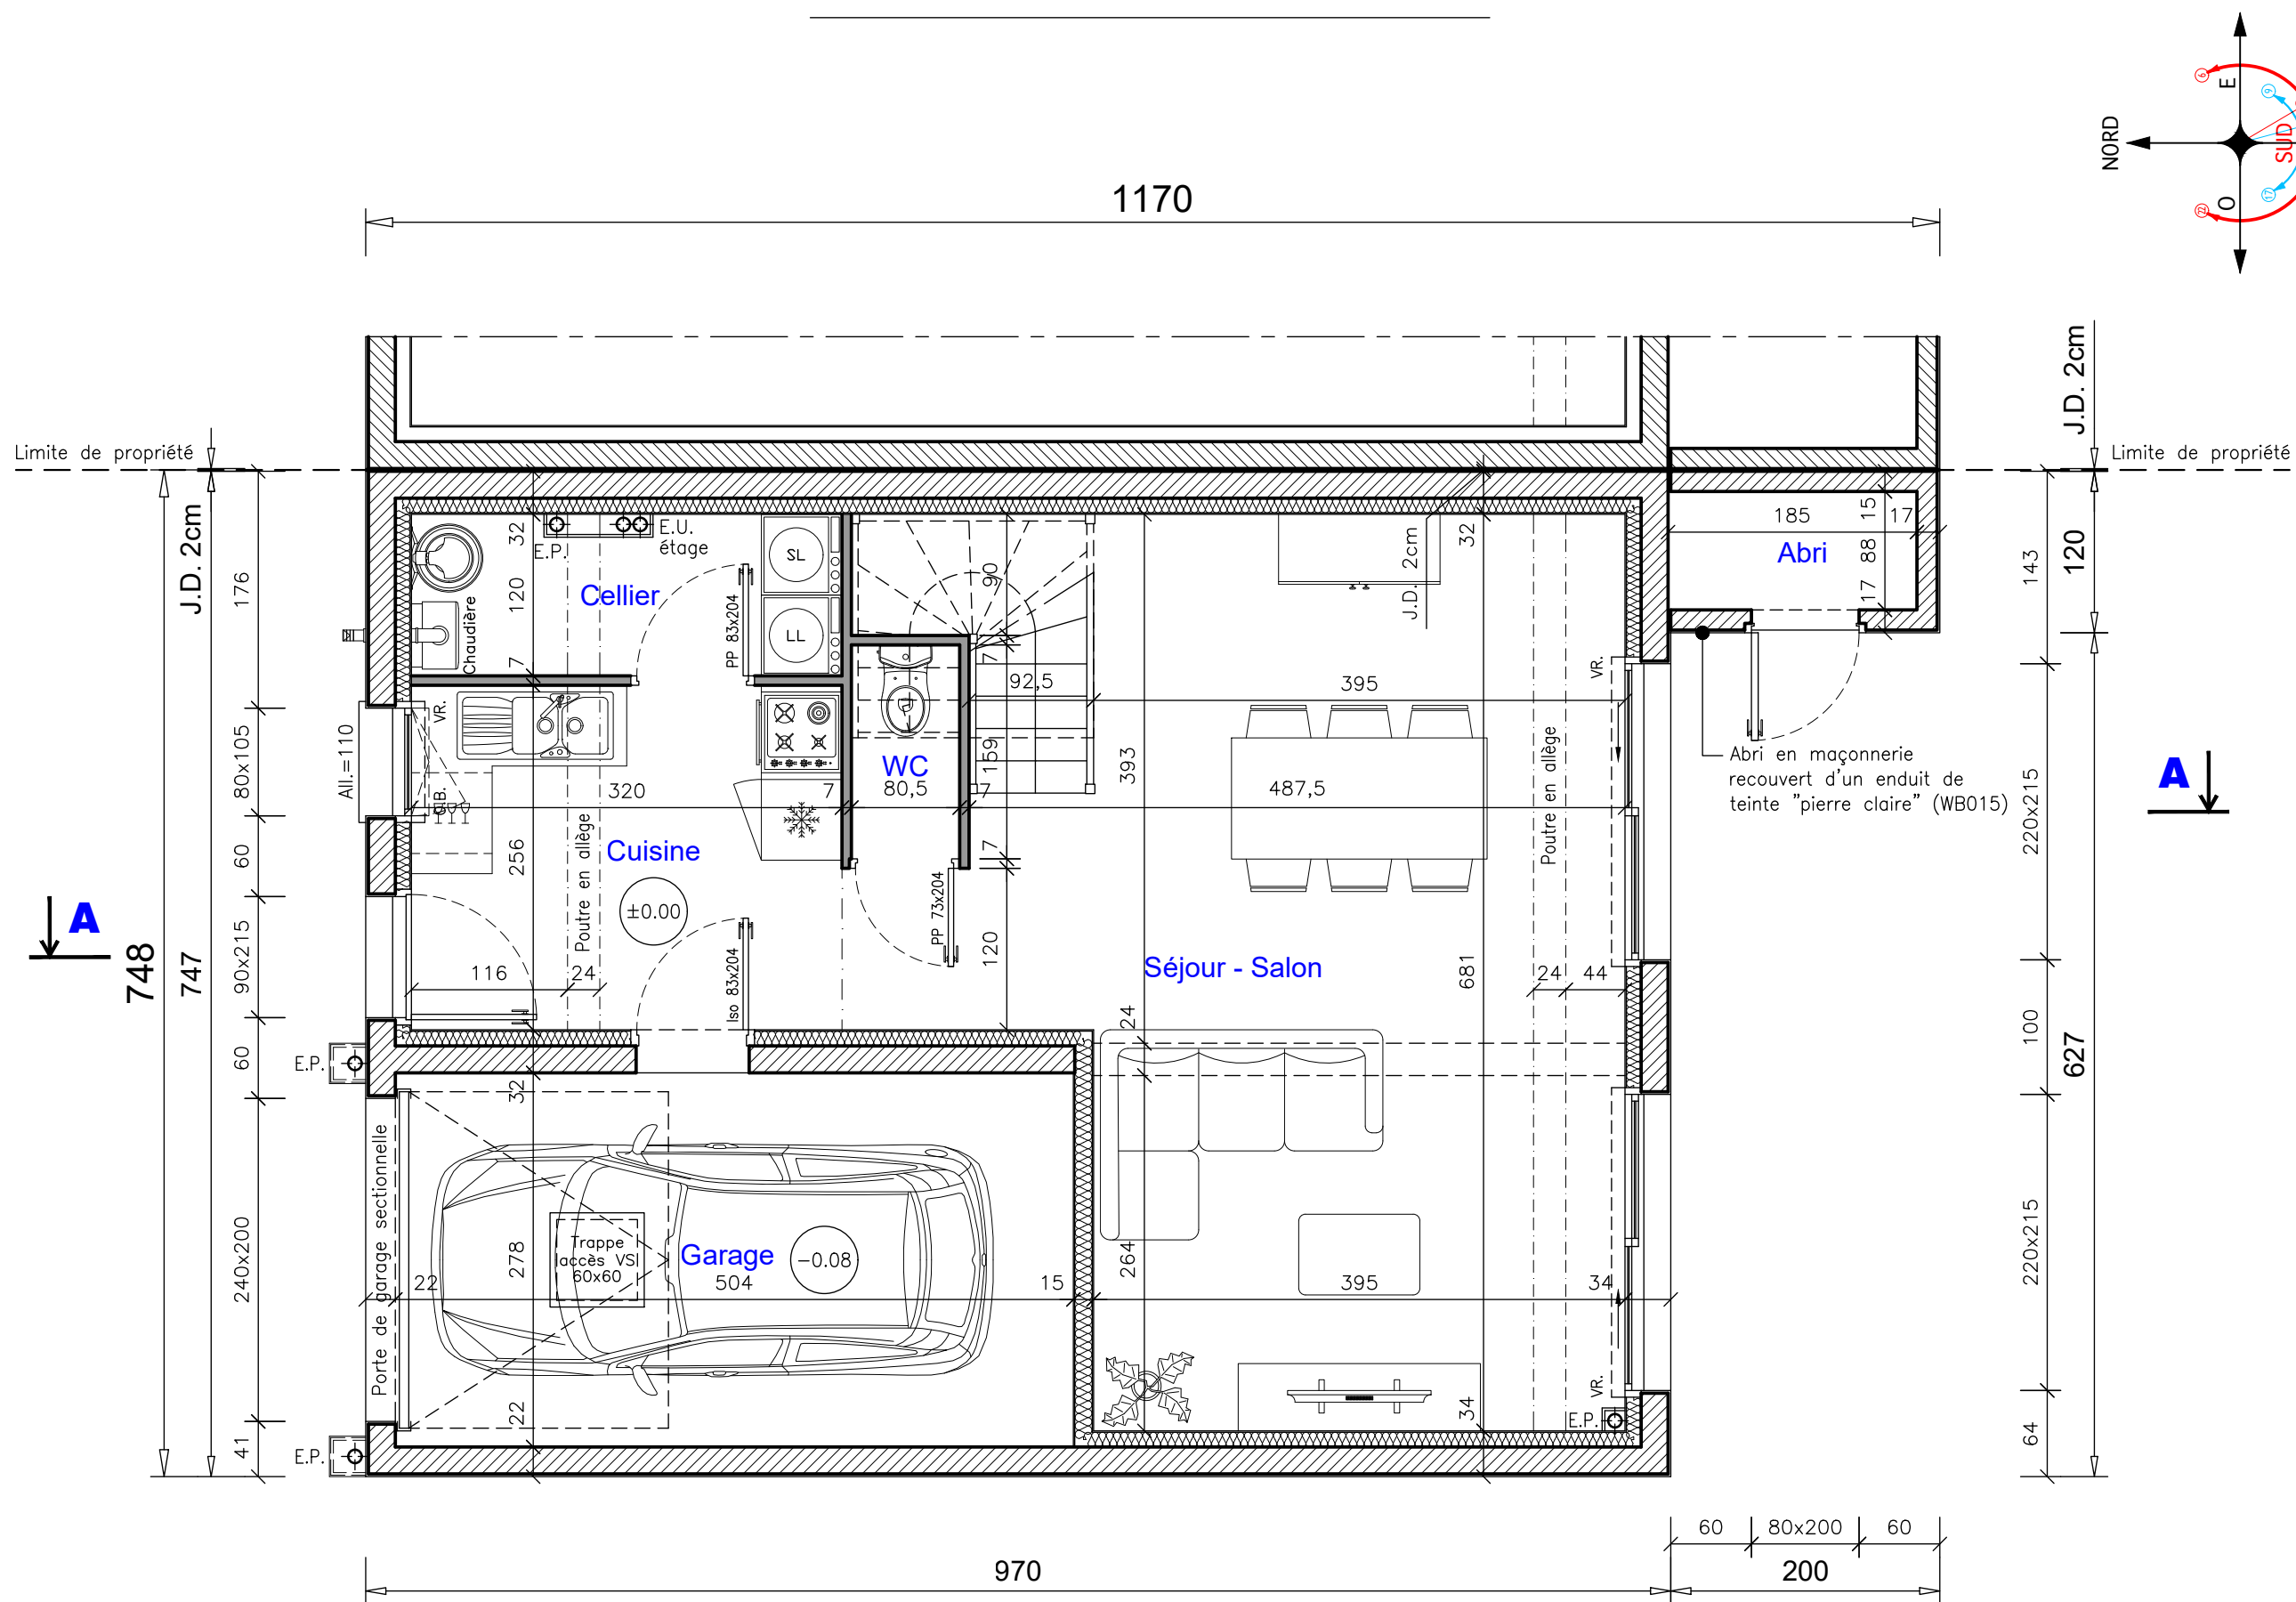 1170
NORD
E
SUD
O
6
9
17
22
Limite de propriété
Limite de propriété
J.D. 2cm
J.D. 2cm
748
747
176
80x105
60
90x215
60
240x200
41
All.=110
E.P.
E.P.
A
A
32
120
7
256
32
278
22
E.P.
E.U.
étage
Cellier
Chaudière
PP 83x204
SL
LL
VR.
320
7
80,5
7
487,5
Cuisine
±0.00
Poutre en allège
116
24
Iso 83x204
WC
PP 73x204
90
7
159
7
120
92,5
395
393
24
264
J.D. 2cm
32
681
34
Séjour - Salon
Poutre en allège
24
44
VR.
VR.
E.P.
Porte de garage sectionnelle
Trappe
accès VS
60x60
Garage
-0.08
22
504
15
395
34
185
15
17
88
17
Abri
Abri en maçonnerie
recouvert d'un enduit de
teinte "pierre claire" (WB015)
143
220x215
100
220x215
64
120
627
60
80x200
60
970
200